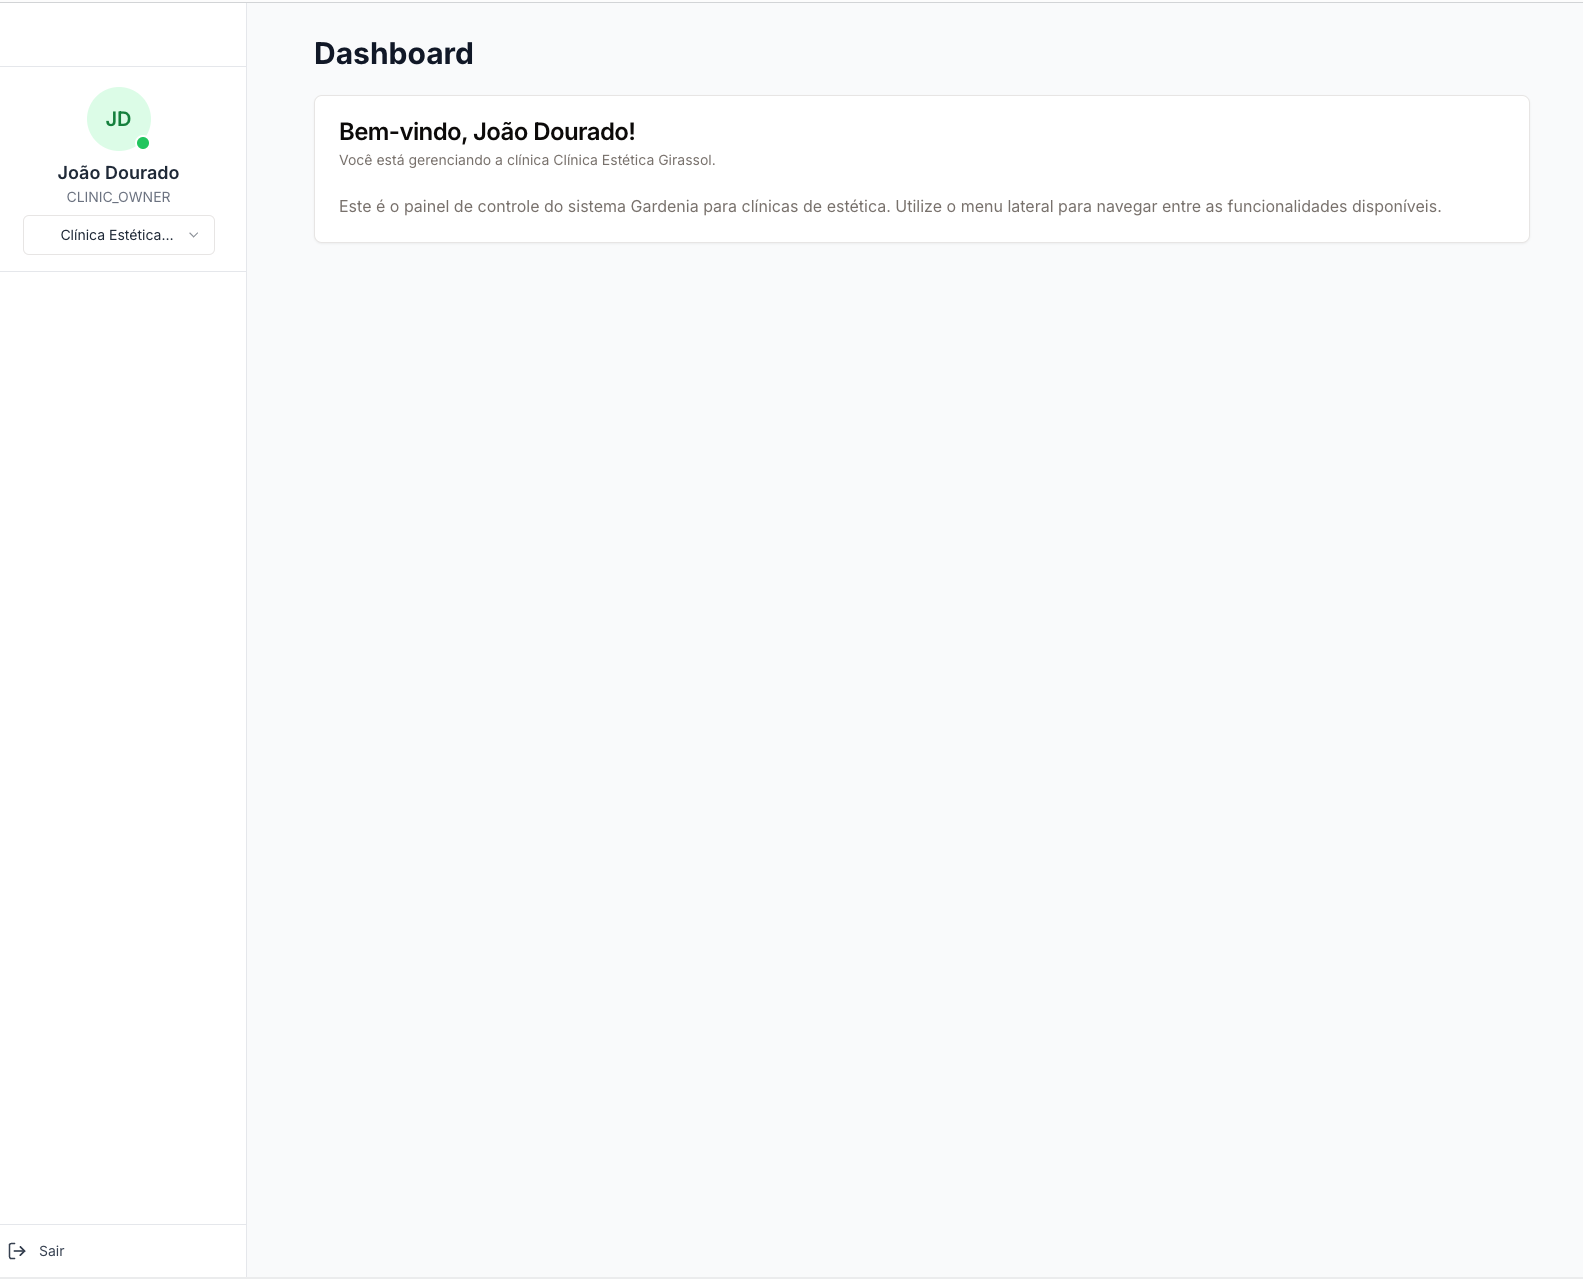 JD
João Dourado
CLINIC_OWNER
Clínica Estética...
Sair
Dashboard
Bem-vindo, João Dourado!
Você está gerenciando a clínica Clínica Estética Girassol.
Este é o painel de controle do sistema Gardenia para clínicas de estética. Utilize o menu lateral para navegar entre as funcionalidades disponíveis.